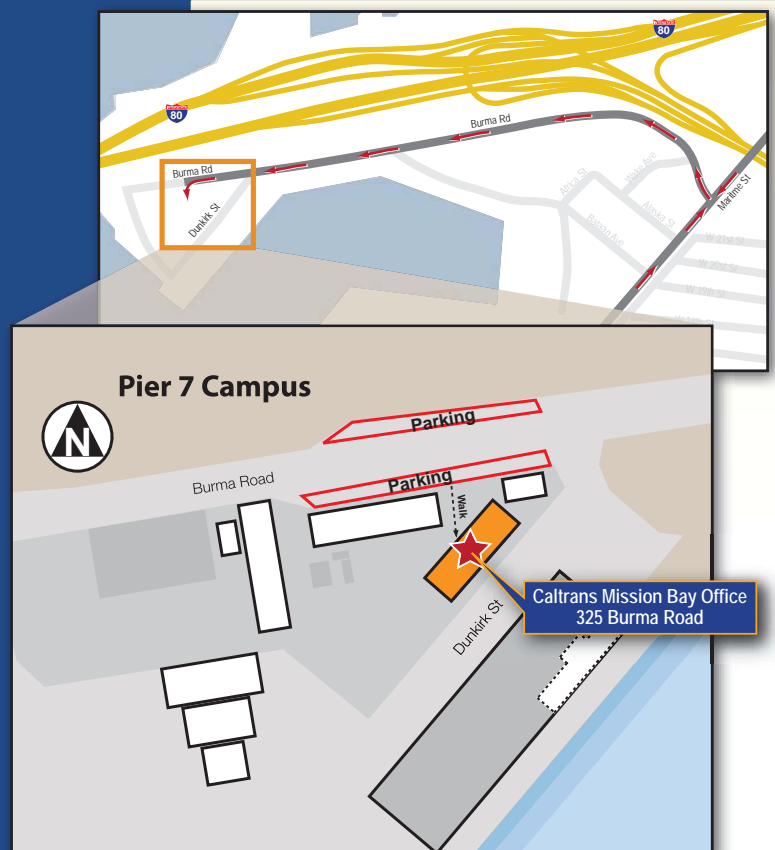 80
80
Burma Rd
Burma Rd
Maritme St
Dunkirk St
Africa St
Wake Ave
Alaska St
Bataan Ave
W 21st St
W 20th St
W 19th St
Pier 7 Campus
N
Parking
Burma Road
Parking
Walk
Caltrans Mission Bay Office
325 Burma Road
Dunkirk St